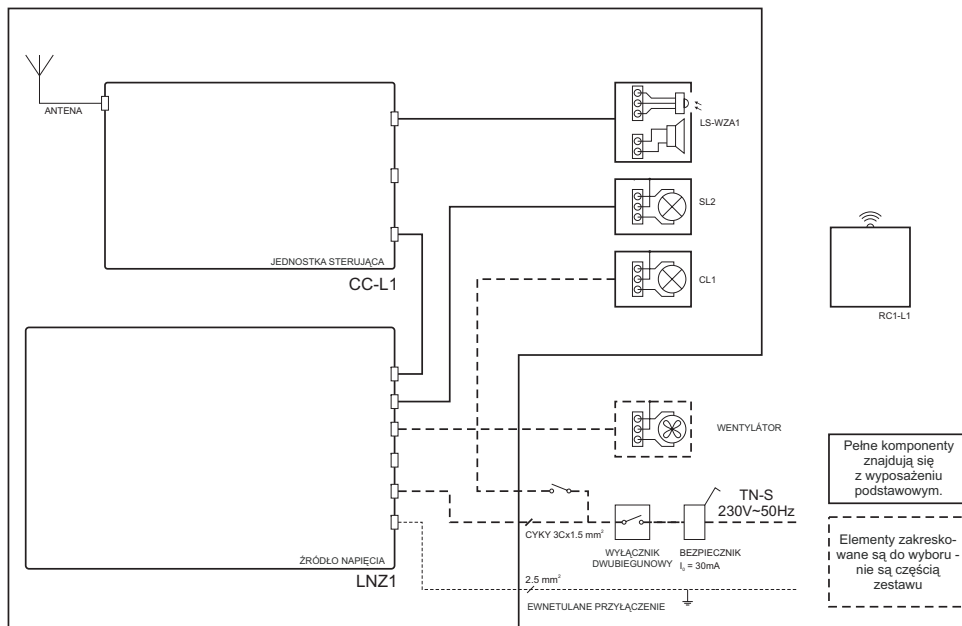 ANTENA
JEDNOSTKA STERUJĄCA
CC-L1
LS-WZA1
SL2
CL1
RC1-L1
WENTYLÁTOR
ŹRÓDŁO NAPIĘCIA
LNZ1
CYKY 3Cx1.5 mm²
WYŁĄCZNIK
DWUBIEGUNOWY
BEZPIECZNIK
I₀ = 30mA
TN-S
230V~50Hz
2.5 mm²
EWNETULANE PRZYŁĄCZENIE
Pełne komponenty
znajdują się
z wyposażeniu
podstawowym.
Elementy zakresko-
wane są do wyboru -
nie są częścią
zestawu